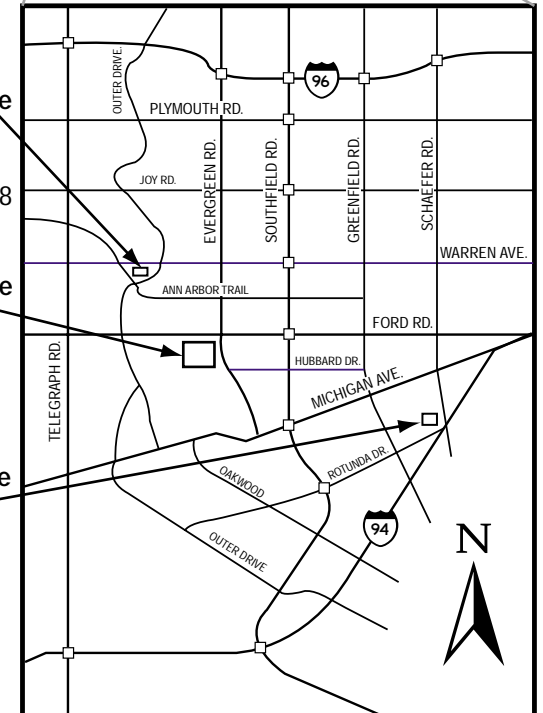 96
OUTER DRIVE.
e
PLYMOUTH RD.
JOY RD.
EVERGREEN RD.
SOUTHFIELD RD.
GREENFIELD RD.
SCHAEFER RD.
8
WARREN AVE.
e
ANN ARBOR TRAIL
FORD RD.
TELEGRAPH RD.
HUBBARD DR.
MICHIGAN AVE.
e
OAKWOOD
ROTUNDA DR.
94
OUTER DRIVE
N